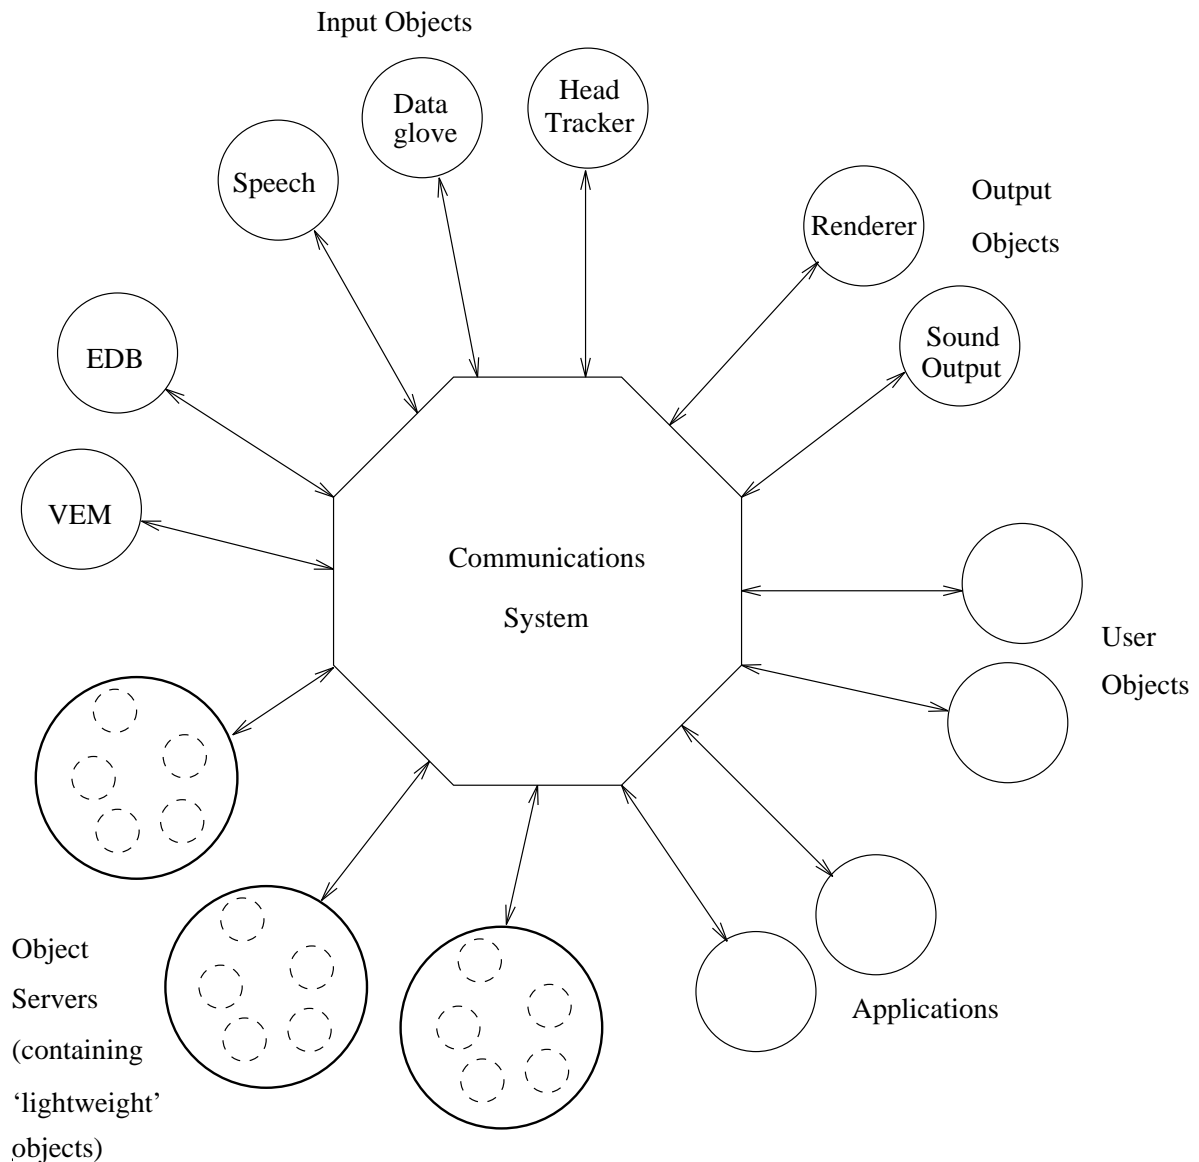 Input Objects
Data
glove
Head
Tracker
Speech
Renderer
Output
Objects
Sound
Output
EDB
VEM
Communications
System
User
Objects
Object
Servers
(containing
‘lightweight’
objects)
Applications